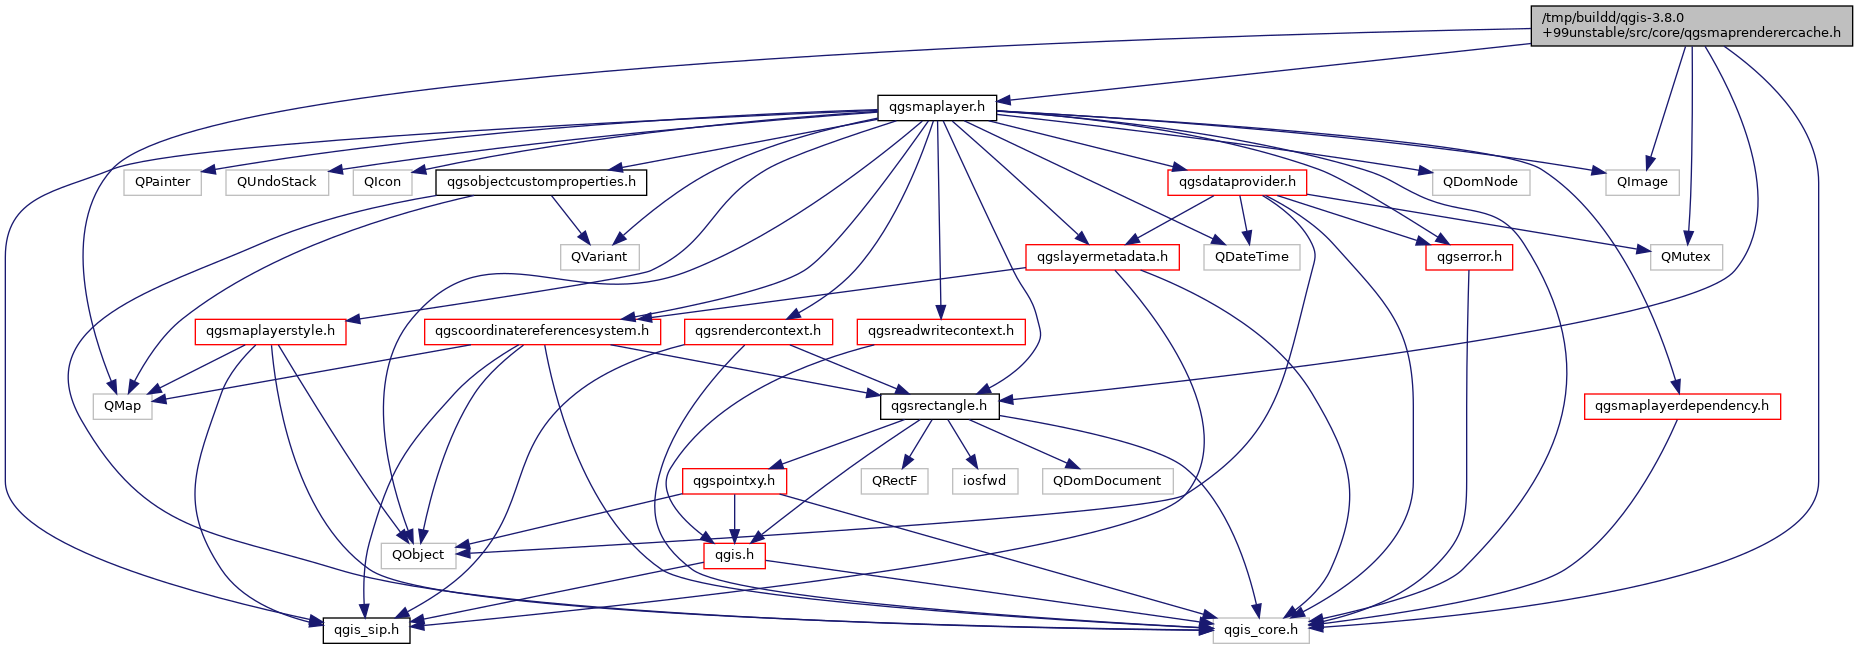 /tmp/buildd/qgis-3.8.0
+99unstable/src/core/qgsmaprenderercache.h
qgsmaplayer.h
QPainter
QUndoStack
QIcon
qgsobjectcustomproperties.h
qgsdataprovider.h
QDomNode
QImage
QVariant
qgslayermetadata.h
QDateTime
qgserror.h
QMutex
qgsmaplayerstyle.h
qgscoordinatereferencesystem.h
qgsrendercontext.h
qgsreadwritecontext.h
QMap
qgsrectangle.h
qgsmaplayerdependency.h
qgspointxy.h
QRectF
iosfwd
QDomDocument
QObject
qgis.h
qgis_sip.h
qgis_core.h